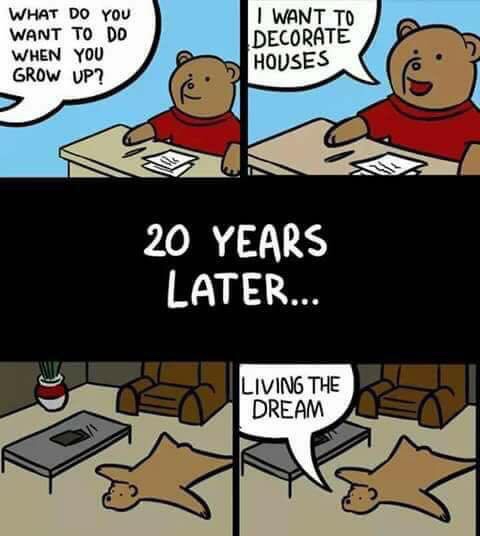 WHAT DO YOU
WANT TO DO
WHEN YOU
GROW UP?
I WANT TO
DECORATE
HOUSES
20 YEARS
LATER...
LIVING THE
DREAM